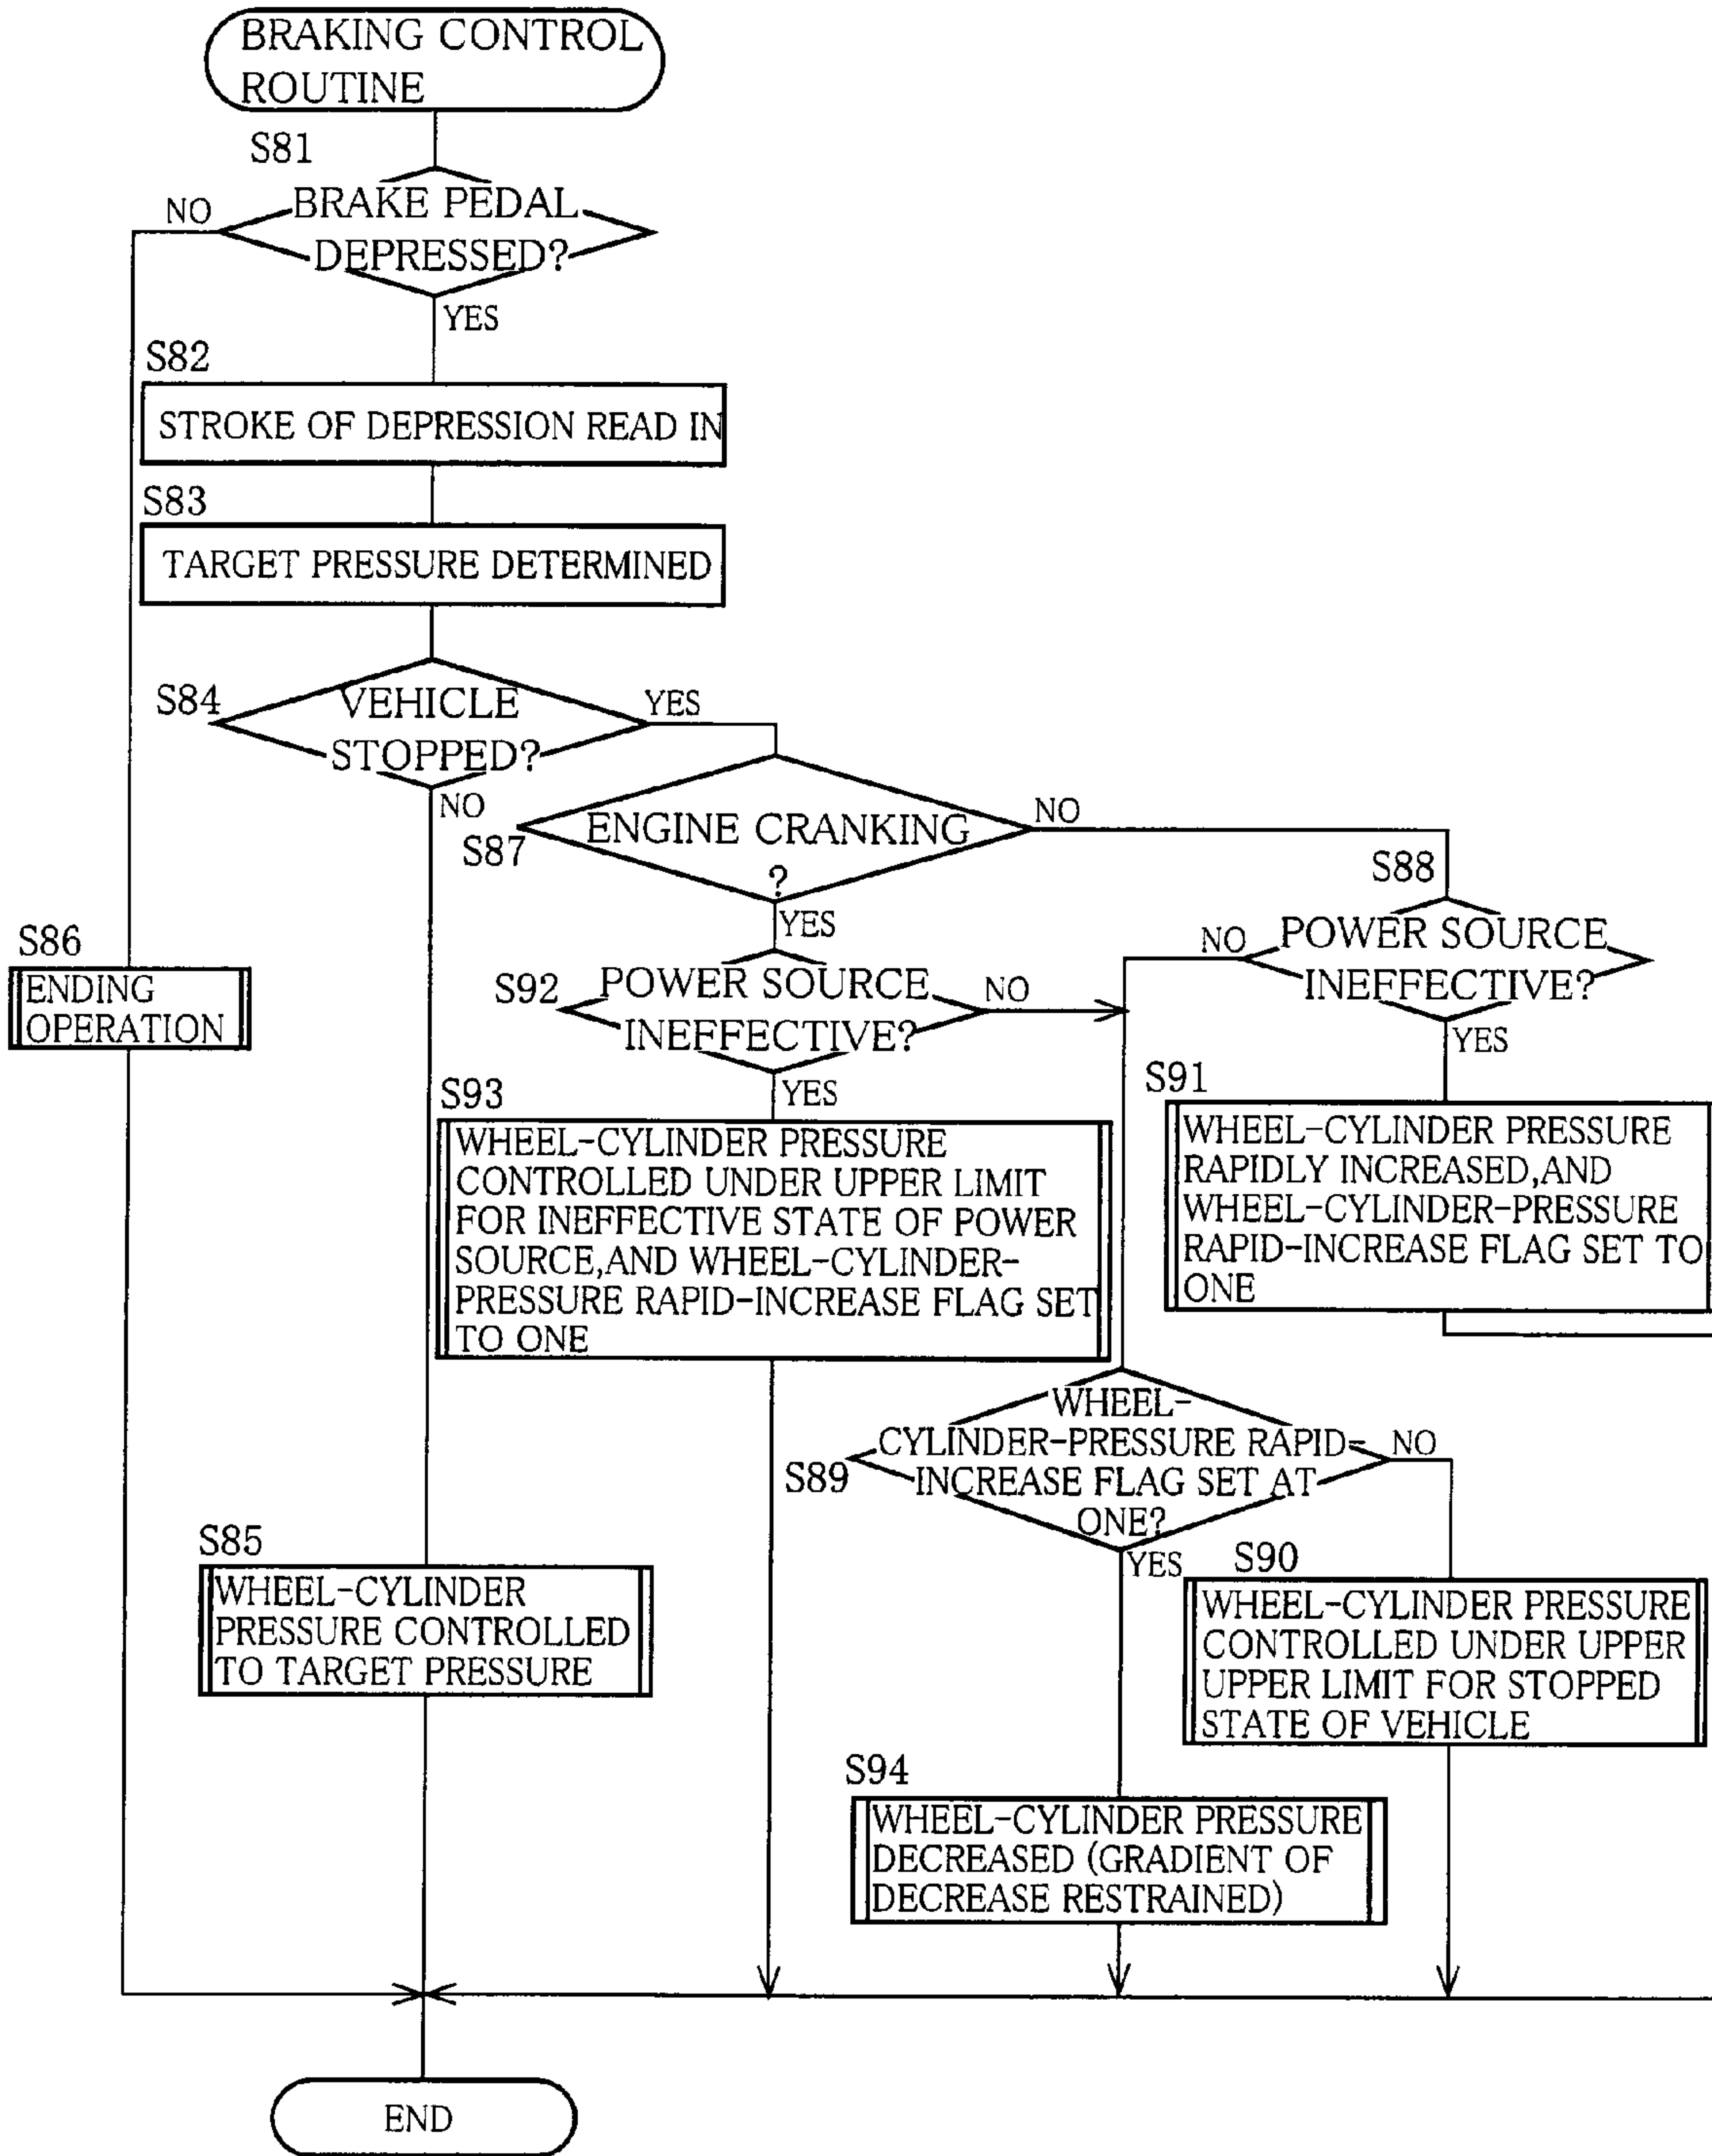 BRAKING CONTROL
ROUTINE
S81
BRAKE PEDAL
DEPRESSED?
NO
YES
S82
STROKE OF DEPRESSION READ IN
S83
TARGET PRESSURE DETERMINED
S84
VEHICLE
STOPPED?
YES
NO
S87
ENGINE CRANKING
?
NO
YES
S88
POWER SOURCE
INEFFECTIVE?
NO
YES
S86
ENDING
OPERATION
S92
POWER SOURCE
INEFFECTIVE?
NO
YES
S93
WHEEL-CYLINDER PRESSURE
CONTROLLED UNDER UPPER LIMIT
FOR INEFFECTIVE STATE OF POWER
SOURCE,AND WHEEL-CYLINDER-
PRESSURE RAPID-INCREASE FLAG SET
TO ONE
S91
WHEEL-CYLINDER PRESSURE
RAPIDLY INCREASED,AND
WHEEL-CYLINDER-PRESSURE
RAPID-INCREASE FLAG SET TO
ONE
S89
WHEEL-
CYLINDER-PRESSURE RAPID-
INCREASE FLAG SET AT
ONE?
NO
YES
S85
WHEEL-CYLINDER
PRESSURE CONTROLLED
TO TARGET PRESSURE
S90
WHEEL-CYLINDER PRESSURE
CONTROLLED UNDER UPPER
UPPER LIMIT FOR STOPPED
STATE OF VEHICLE
S94
WHEEL-CYLINDER PRESSURE
DECREASED (GRADIENT OF
DECREASE RESTRAINED)
END